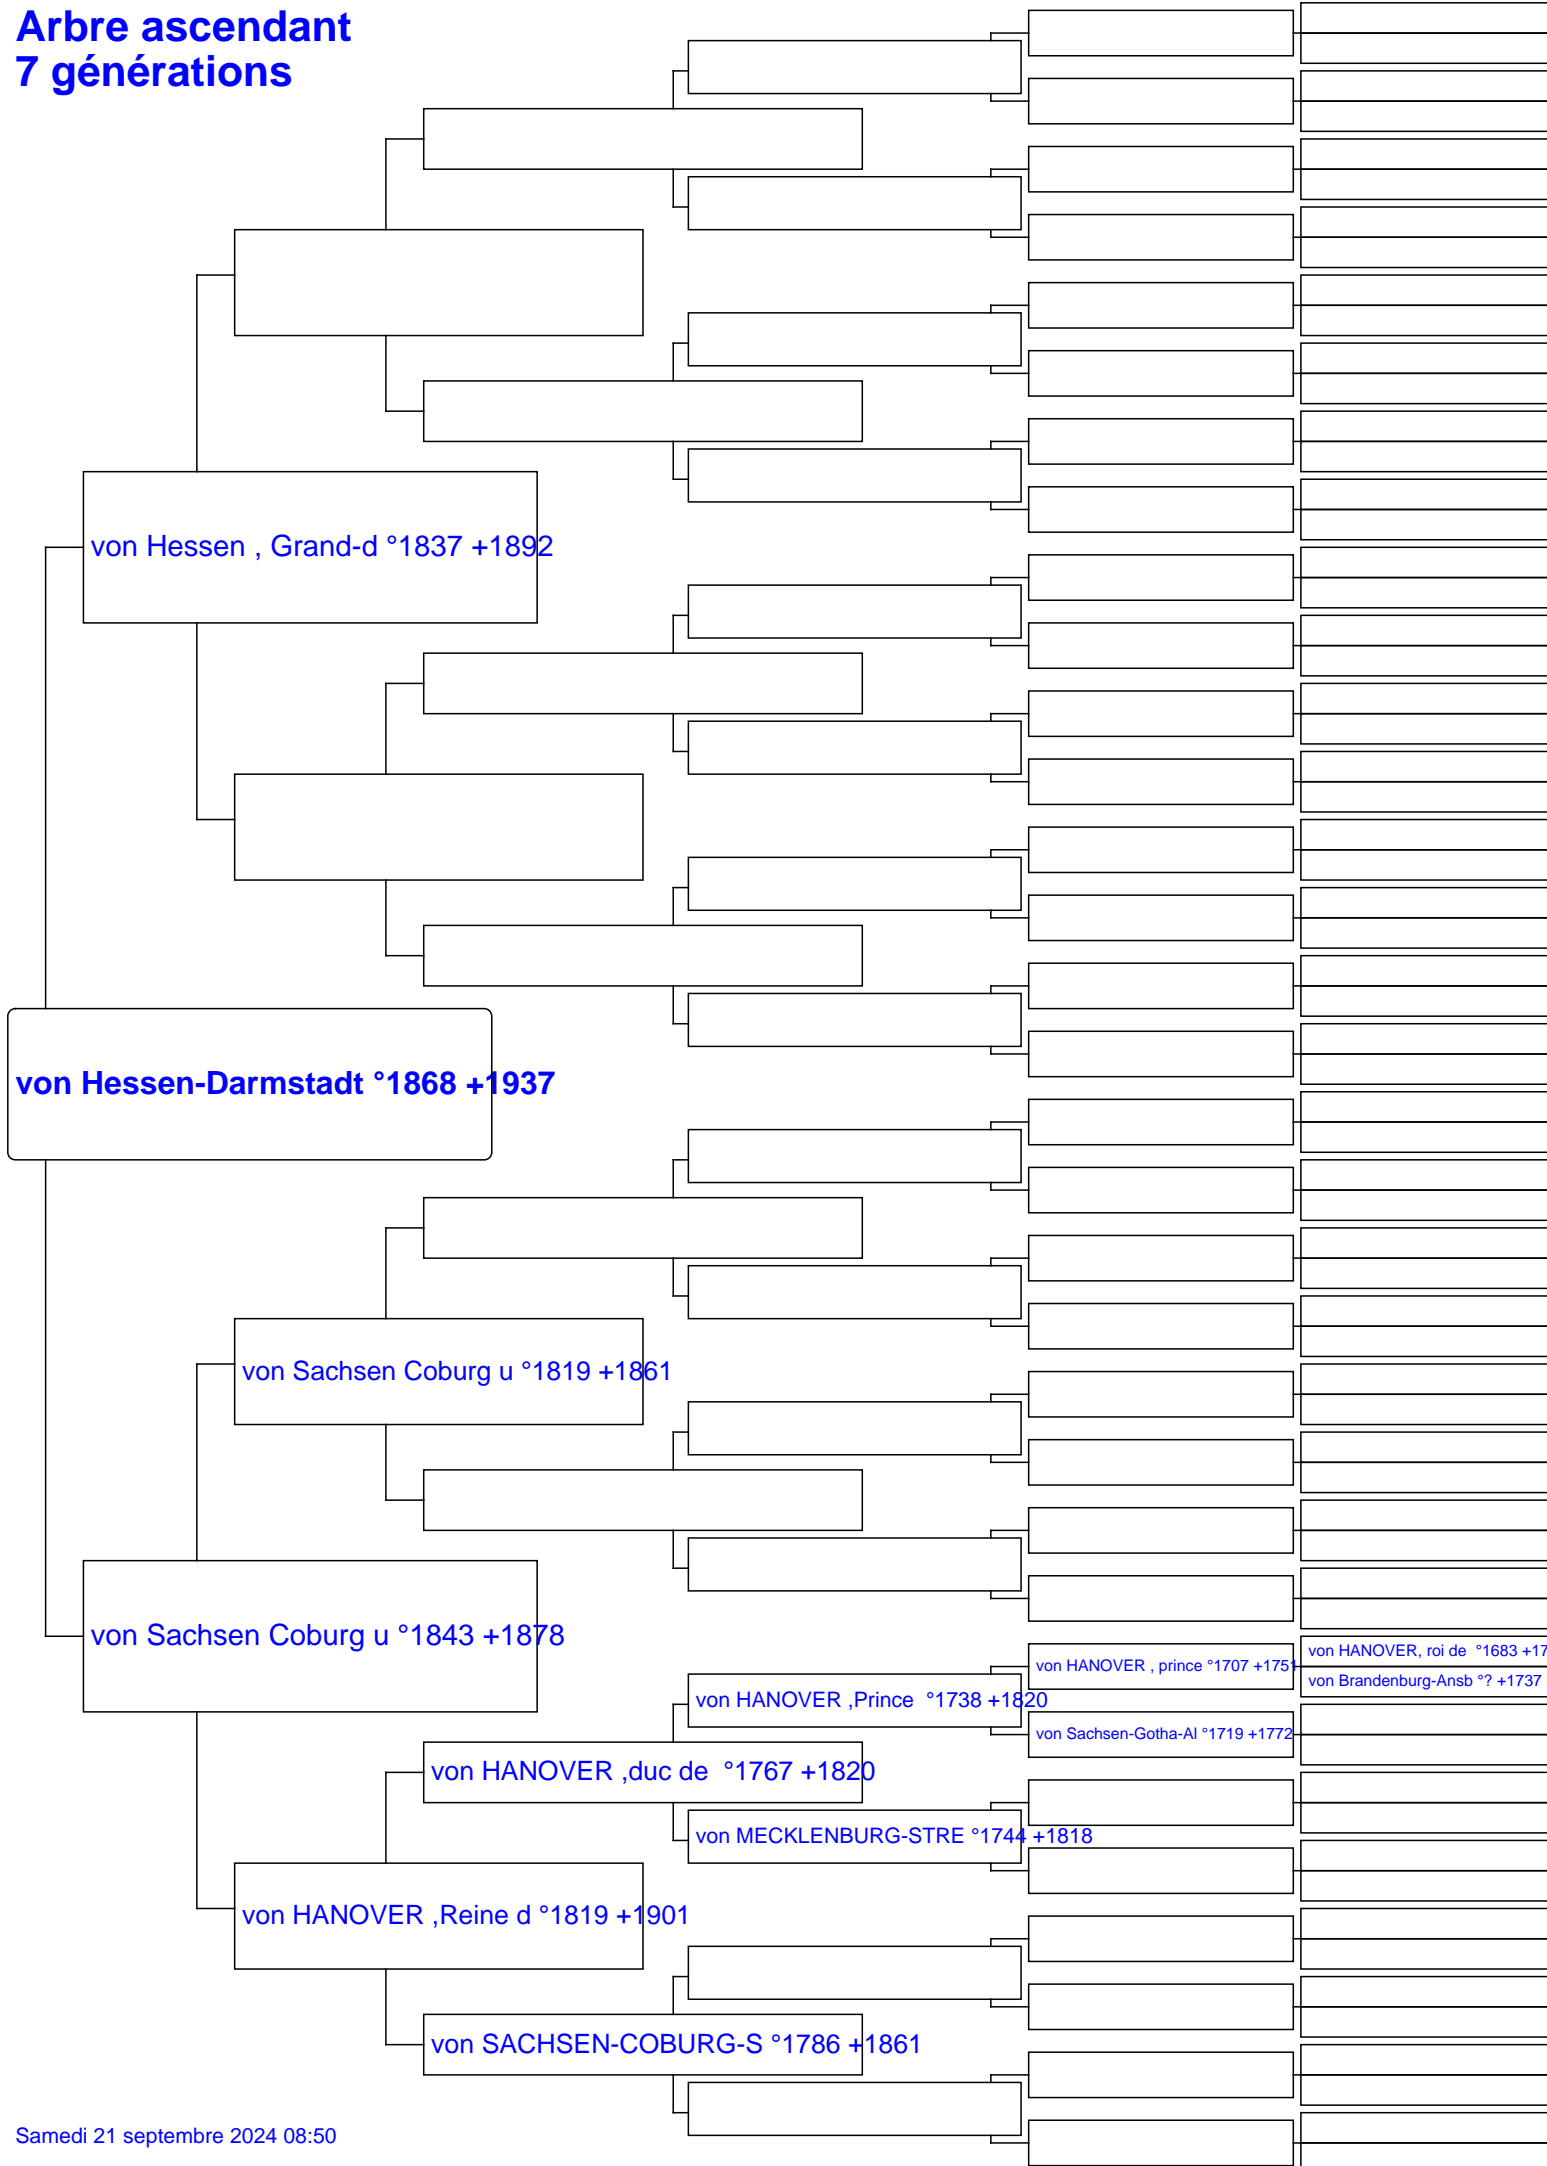 Arbre ascendant
7 générations
von Hessen , Grand-d °1837 +1892
von Hessen-Darmstadt °1868 +1937
von Sachsen Coburg u °1819 +1861
von Sachsen Coburg u °1843 +1878
von HANOVER, roi de  °1683 +17
von HANOVER , prince °1707 +1751
von Brandenburg-Ansb °? +1737
von HANOVER ,Prince  °1738 +1820
von Sachsen-Gotha-Al °1719 +1772
von HANOVER ,duc de  °1767 +1820
von MECKLENBURG-STRE °1744 +1818
von HANOVER ,Reine d °1819 +1901
von SACHSEN-COBURG-S °1786 +1861
Samedi 21 septembre 2024 08:50